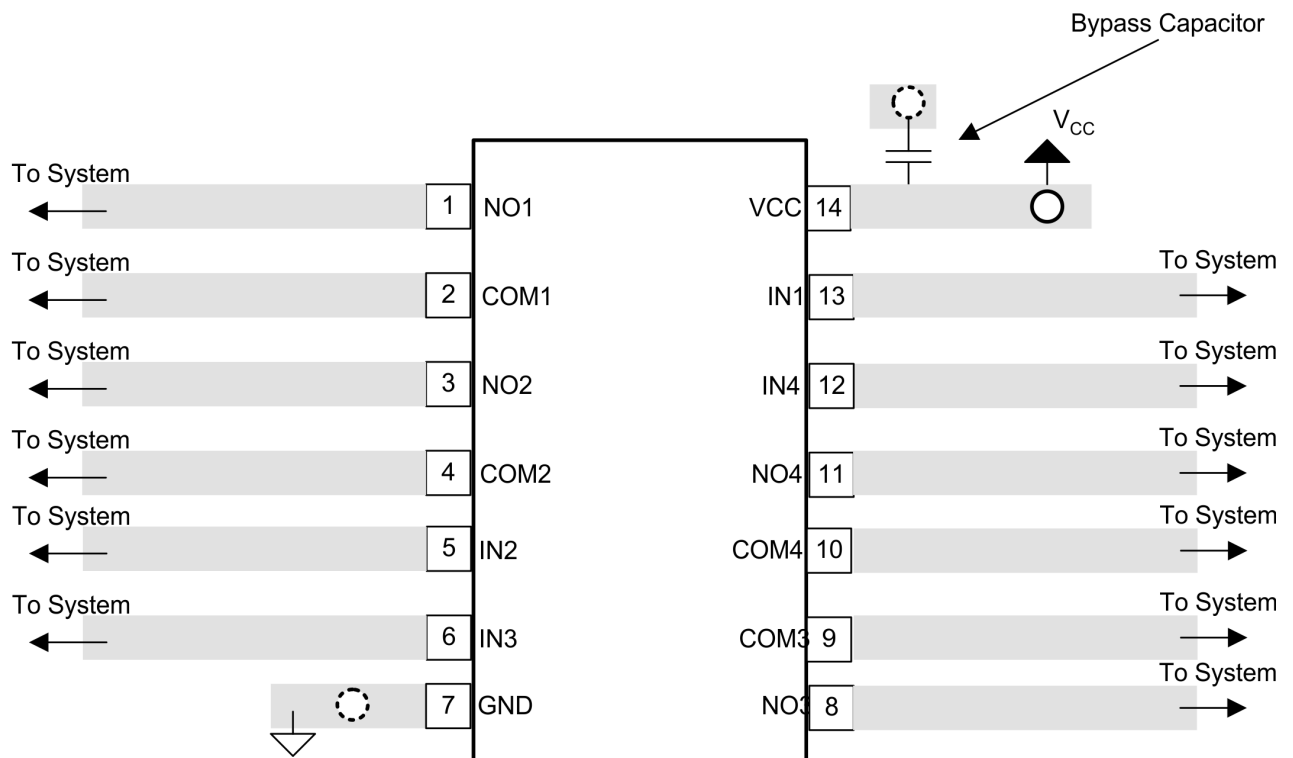 Bypass Capacitor
VCC
To System
1 NO1
VCC 14
To System
2 COM1
To System
IN1 13
To System
3 NO2
To System
IN4 12
To System
4 COM2
To System
NO4 11
To System
5 IN2
To System
COM4 10
To System
6 IN3
To System
COM3 9
7 GND
To System
NO3 8